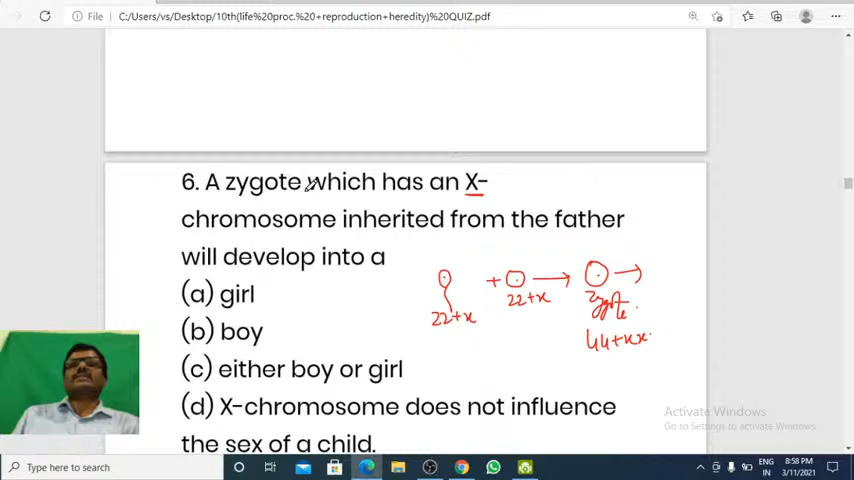 File
C:/Users/vs/Desktop/10th(life%20proc.%20+reproduction+heredity)%20QUIZ.pdf
6. A zygote which has an X-
chromosome inherited from the father
will develop into a
(a) girl
(b) boy
(c) either boy or girl
(d) X-chromosome does not influence
the sex of a child.
+
22+x
22+x
zygote.
44+xx.
Activate Windows
Go to Settings to activate Windows.
Type here to search
ENG
IN
8:58 PM
3/11/2021